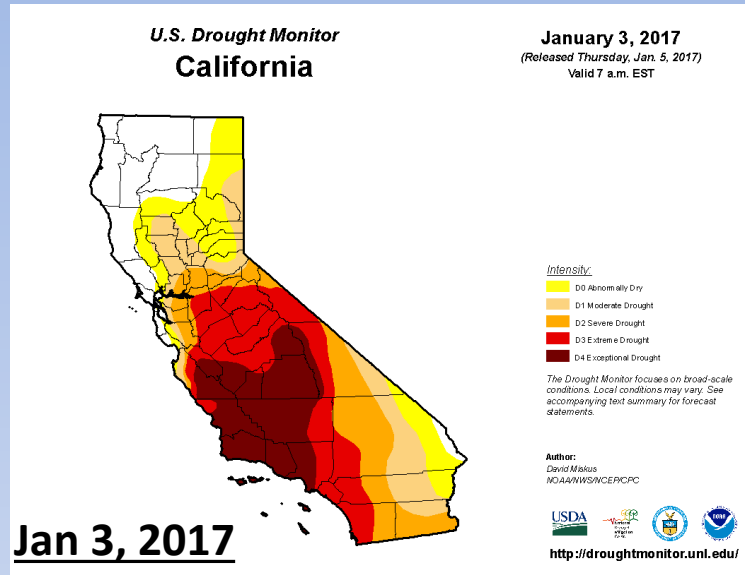 U.S. Drought Monitor
California
January 3, 2017
(Released Thursday, Jan. 5, 2017)
Valid 7 a.m. EST
Intensity:
D0 Abnormally Dry
D1 Moderate Drought
D2 Severe Drought
D3 Extreme Drought
D4 Exceptional Drought
The Drought Monitor focuses on broad-scale
conditions. Local conditions may vary. See
accompanying text summary for forecast
statements.
Author:
David Miskus
NOAA/NWS/NCEP/CPC
USDA
NOAA
http://droughtmonitor.unl.edu/
Jan 3, 2017